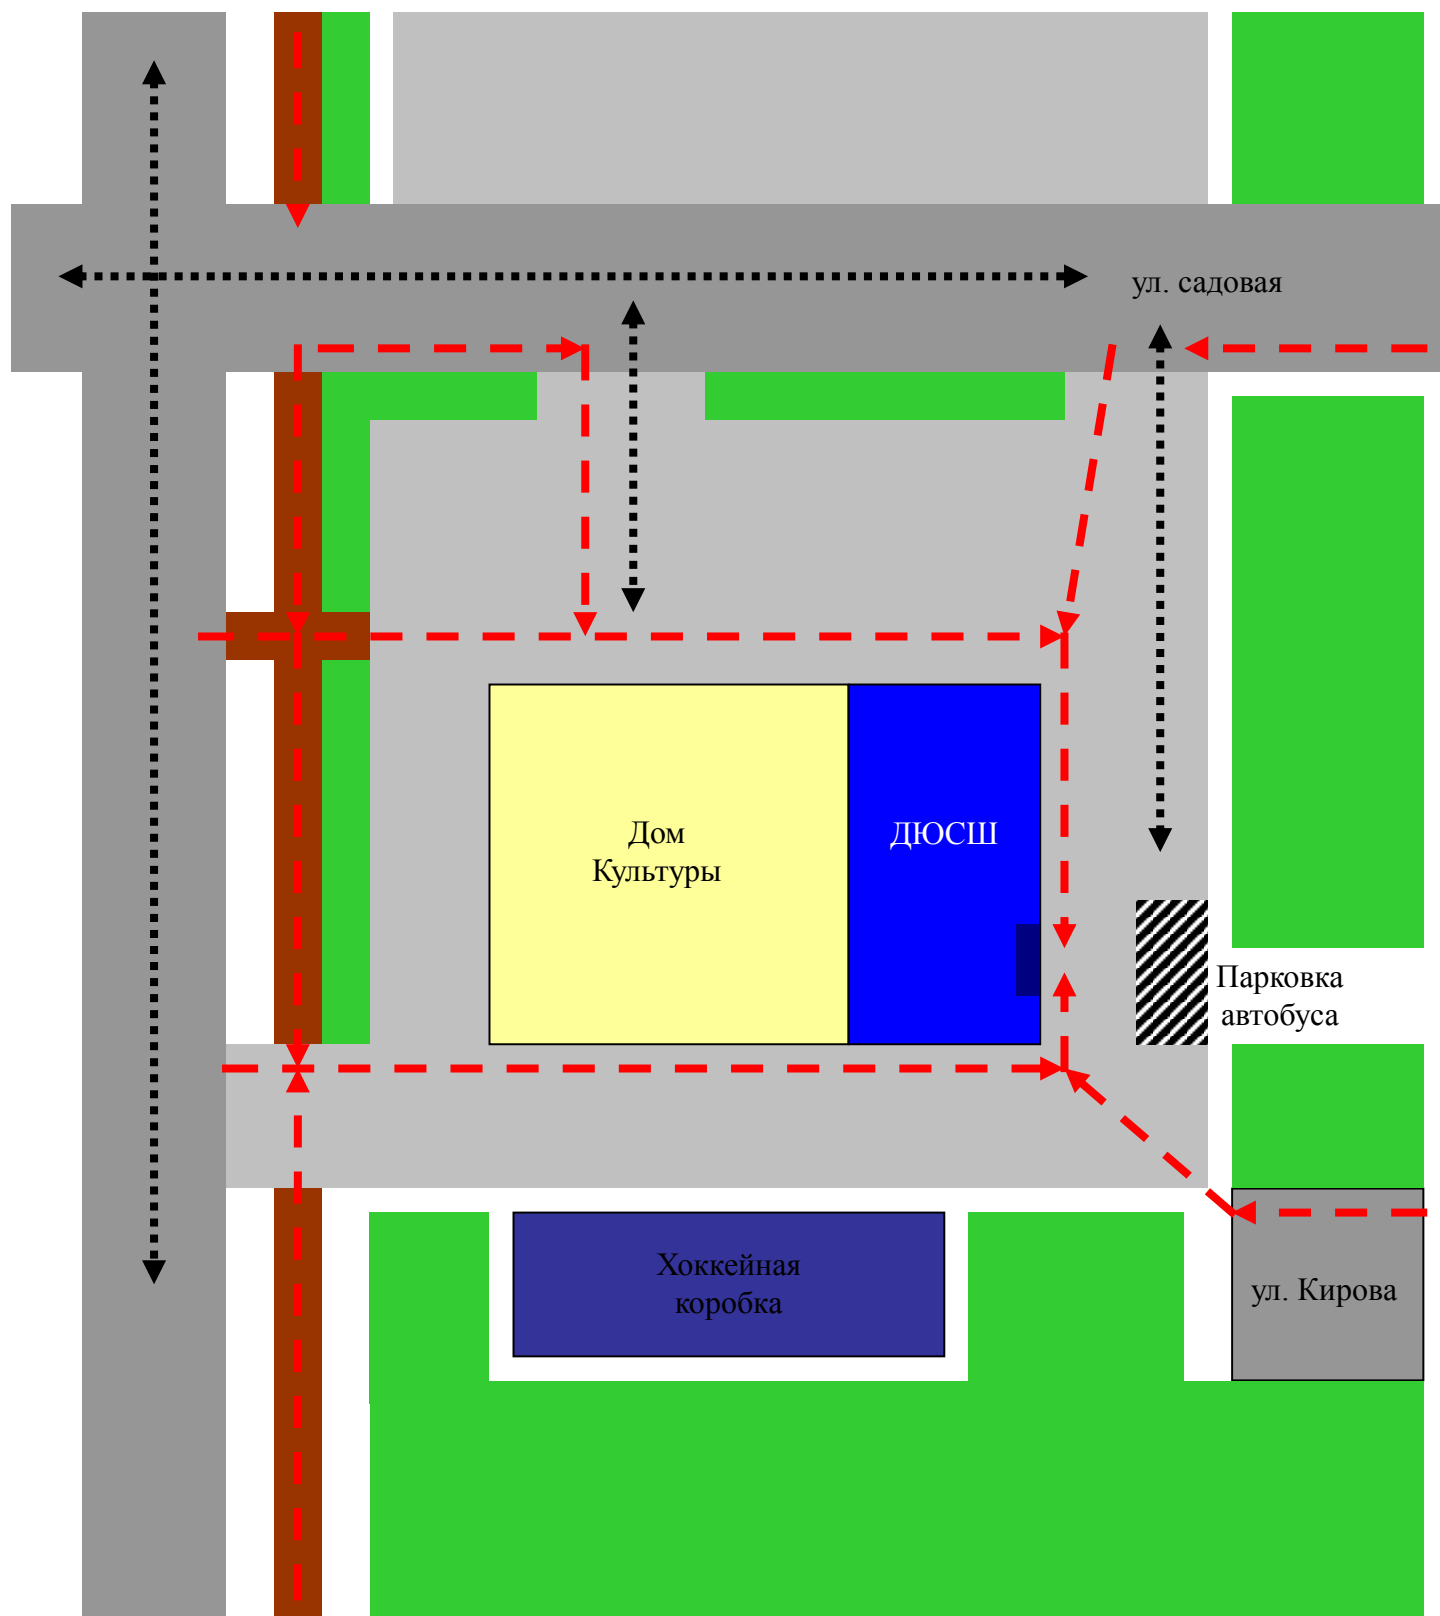 ул. садовая
Дом
Культуры
ДЮСШ
Парковка
автобуса
Хоккейная
коробка
ул. Кирова